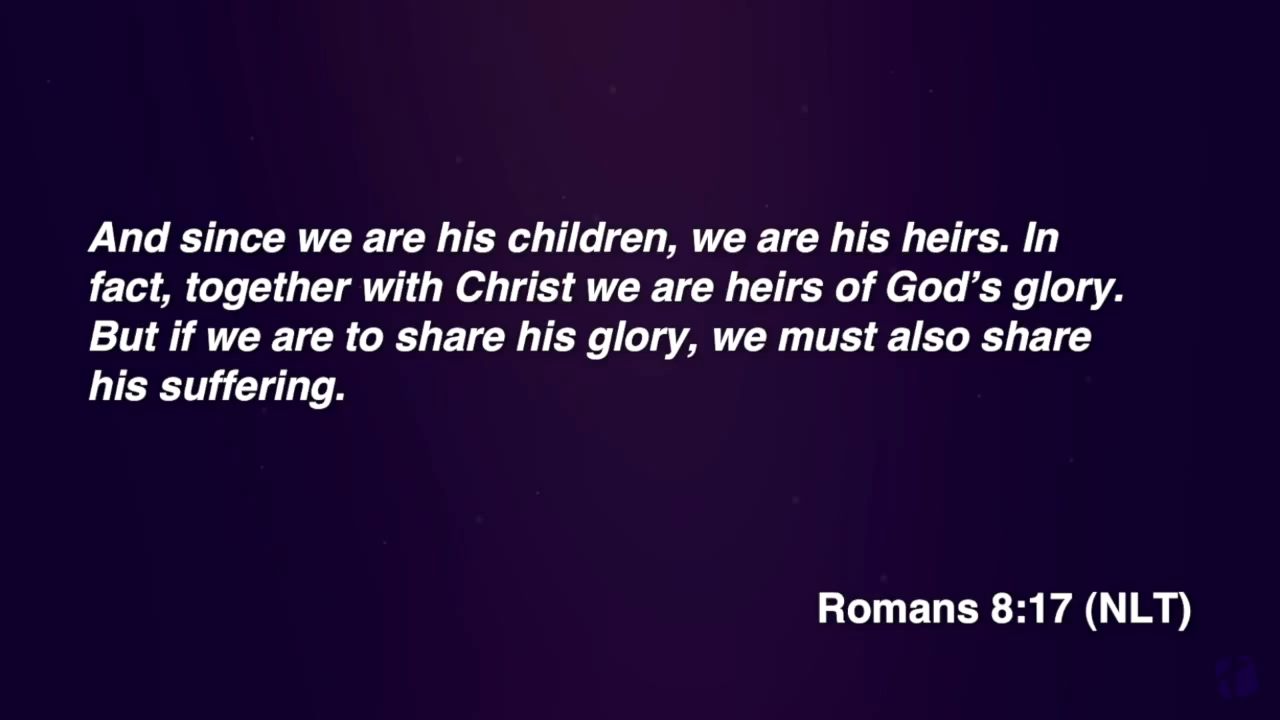 And since we are his children, we are his heirs. In
fact, together with Christ we are heirs of God’s glory.
But if we are to share his glory, we must also share
his suffering.
Romans 8:17 (NLT)